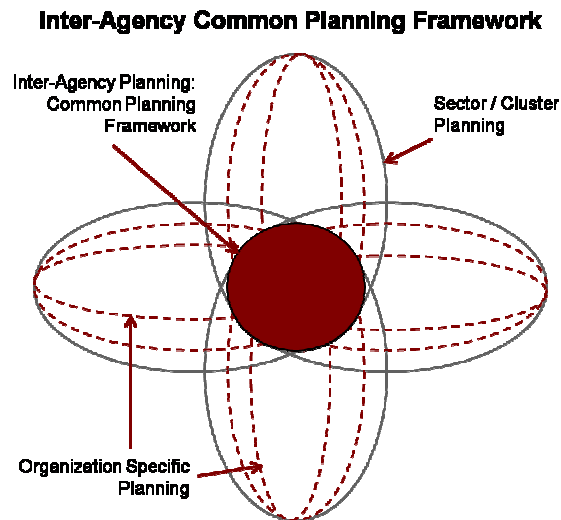 Inter-Agency Common Planning Framework
Inter-Agency Planning:
Common Planning
Framework
Sector / Cluster
Planning
Organization Specific
Planning